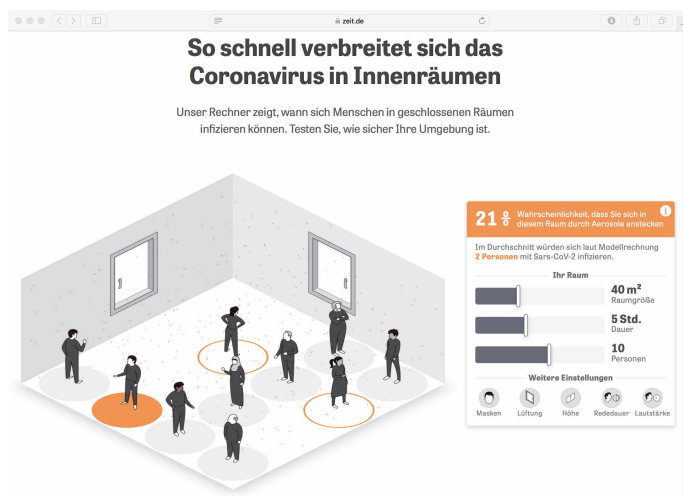 zeit.de
So schnell verbreitet sich das
Coronavirus in Innenräumen
Unser Rechner zeigt, wann sich Menschen in geschlossenen Räumen
infizieren können. Testen Sie, wie sicher Ihre Umgebung ist.
21 % Wahrscheinlichkeit, dass Sie sich in
diesem Raum durch Aerosole anstecken
i
Im Durchschnitt würden sich laut Modellrechnung
2 Personen mit Sars-CoV-2 infizieren.
Ihr Raum
40 m²
Raumgröße
5 Std.
Dauer
10
Personen
Weitere Einstellungen
Masken Lüftung Höhe Rededauer Lautstärke